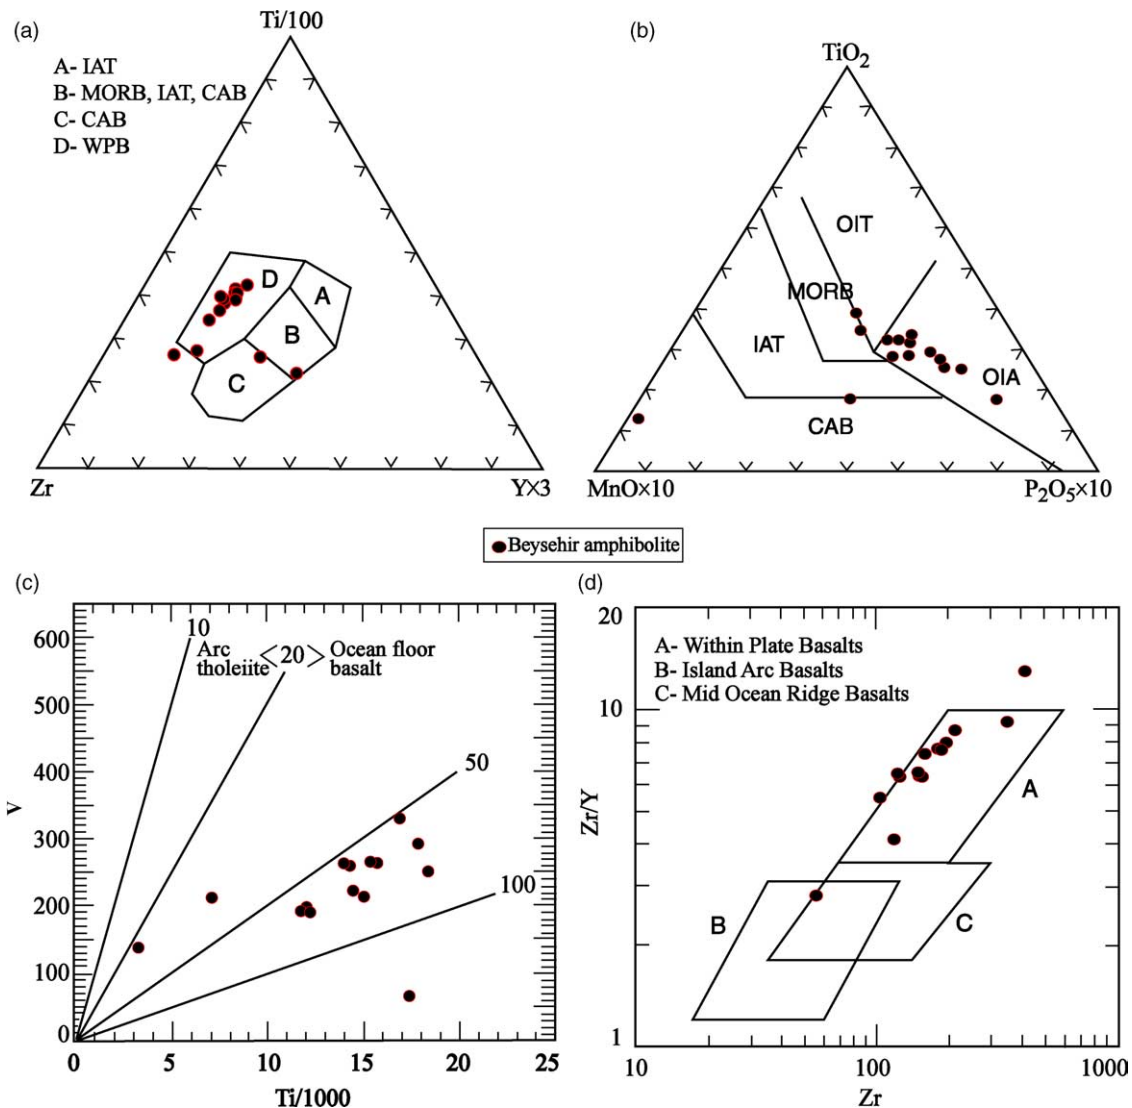 (a)
Ti/100
A- IAT
B- MORB, IAT, CAB
C- CAB
D- WPB
D
A
B
C
Zr
Y×3
(b)
TiO2
OIT
MORB
IAT
OIA
CAB
MnO×10
P2O5×10
Beysehir amphibolite
(c)
600
500
400
300
200
100
0
V
10
Arc <20> Ocean floor
tholeiite basalt
50
100
0
5
10
15
20
25
Ti/1000
(d)
20
10
1
Zr/Y
A- Within Plate Basalts
B- Island Arc Basalts
C- Mid Ocean Ridge Basalts
A
B
C
10
100
1000
Zr